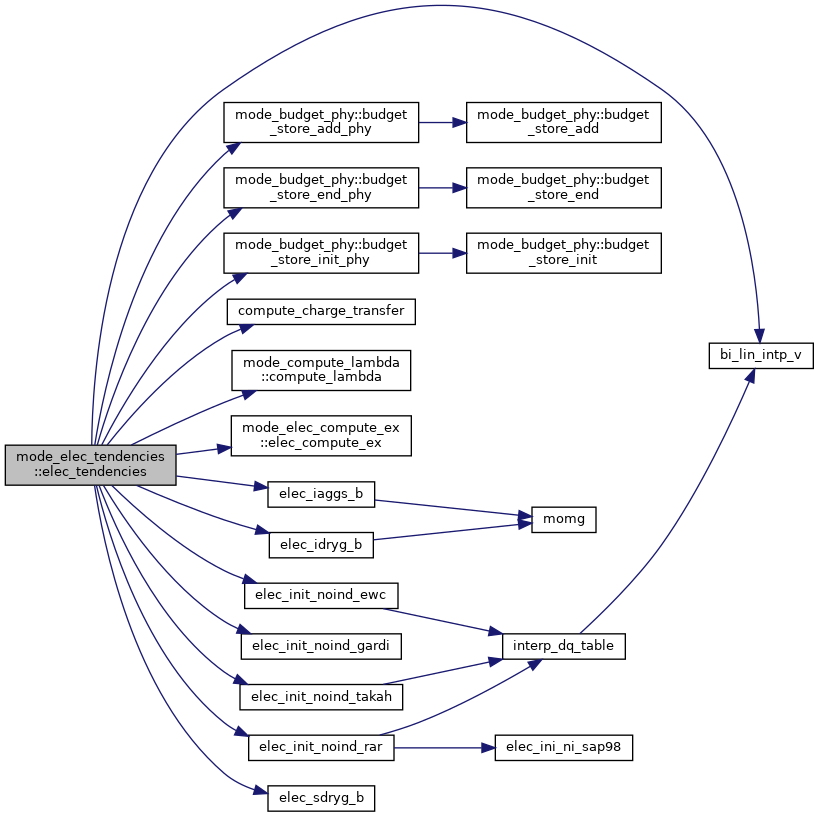 mode_elec_tendencies
::elec_tendencies
mode_budget_phy::budget
_store_add_phy
mode_budget_phy::budget
_store_add
mode_budget_phy::budget
_store_end_phy
mode_budget_phy::budget
_store_end
mode_budget_phy::budget
_store_init_phy
mode_budget_phy::budget
_store_init
compute_charge_transfer
mode_compute_lambda
::compute_lambda
mode_elec_compute_ex
::elec_compute_ex
elec_iaggs_b
elec_idryg_b
momg
elec_init_noind_ewc
elec_init_noind_gardi
elec_init_noind_takah
elec_init_noind_rar
interp_dq_table
elec_ini_ni_sap98
elec_sdryg_b
bi_lin_intp_v